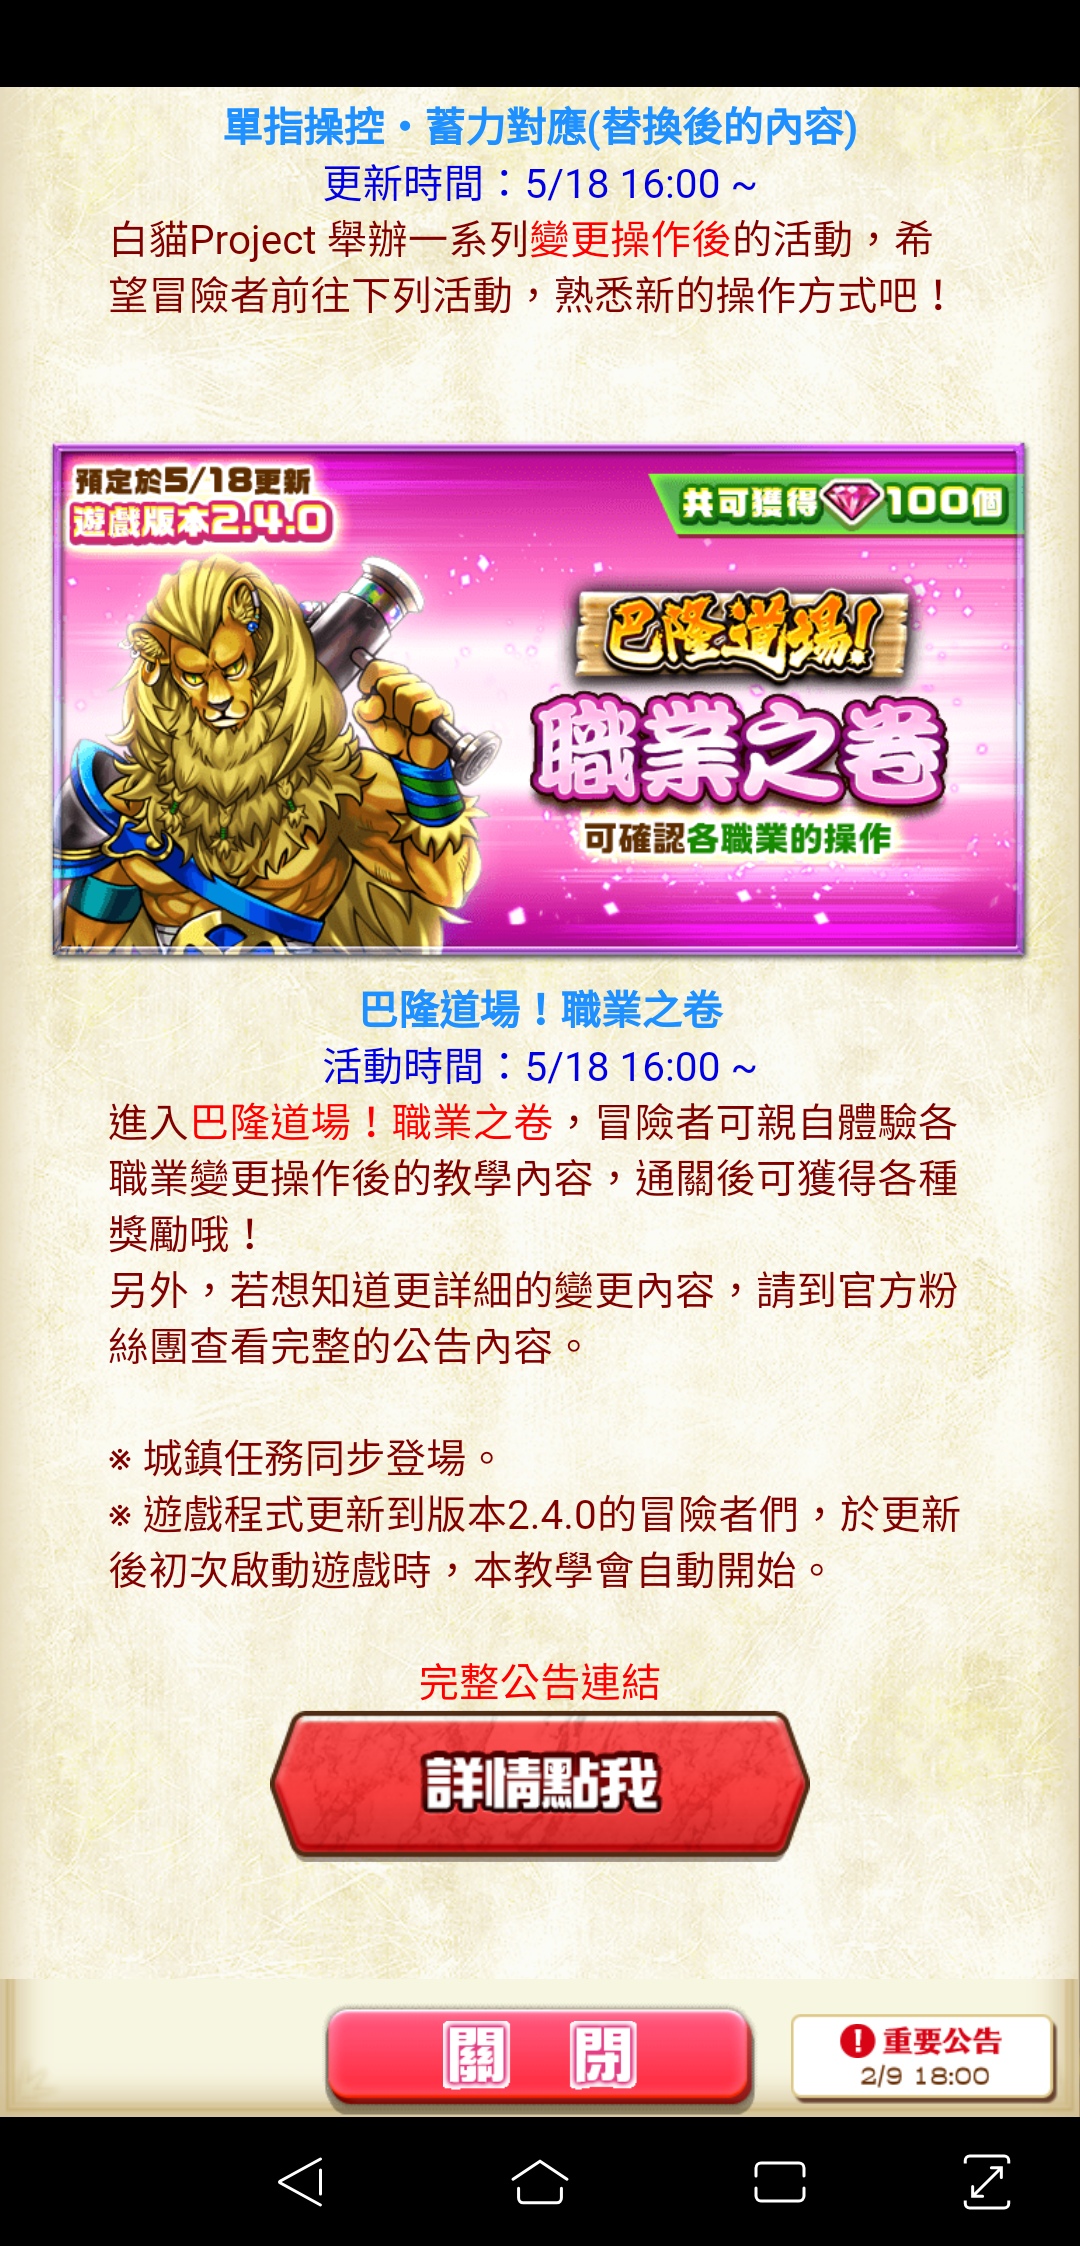 單指操控・蓄力對應(替換後的內容)
更新時間：5/18 16:00 ~
白貓Project 舉辦一系列變更操作後的活動，希
望冒險者前往下列活動，熟悉新的操作方式吧！
預定於5/18更新
遊戲版本2.4.0
共可獲得100個
巴隆道場！
職業之卷
可確認各職業的操作
巴隆道場！職業之卷
活動時間：5/18 16:00 ~
進入巴隆道場！職業之卷，冒險者可親自體驗各
職業變更操作後的教學內容，通關後可獲得各種
獎勵哦！
另外，若想知道更詳細的變更內容，請到官方粉
絲團查看完整的公告內容。
※ 城鎮任務同步登場。
※ 遊戲程式更新到版本2.4.0的冒險者們，於更新
後初次啟動遊戲時，本教學會自動開始。
完整公告連結
詳情點我
關 閉
重要公告
2/9 18:00